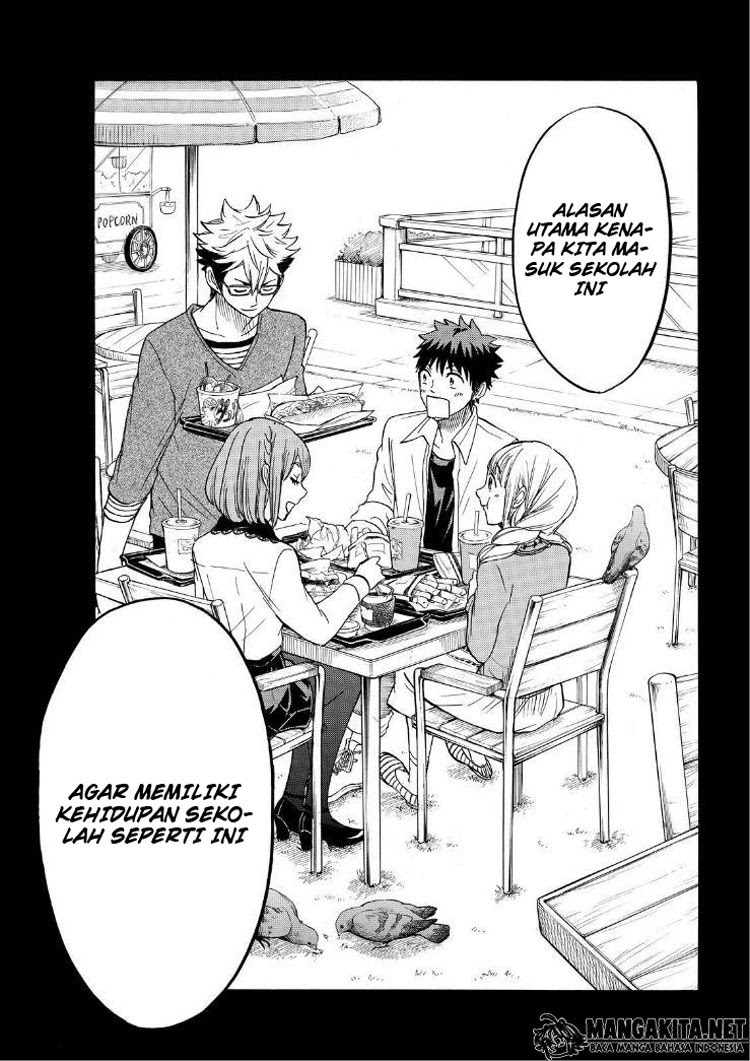 ALASAN
UTAMA KENA-
PA KITA MA-
SUK SEKOLAH
INI
POPCORN
AGAR MEMILIKI
KEHIDUPAN SEKO-
LAH SEPERTI INI
MANGAKITA.NET
BACA MANGA BAHASA INDONESIA